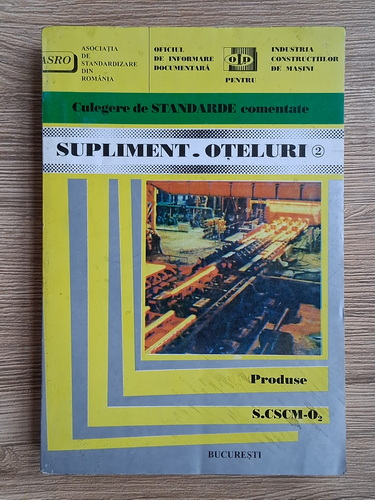 ASRO
ASOCIAȚIA
DE
STANDARDIZARE
DIN
ROMÂNIA
OFICIUL
DE INFORMARE
DOCUMENTARĂ
OID
PENTRU
INDUSTRIA
CONSTRUCȚIILOR
DE MAȘINI
Culegere de STANDARDE comentate
SUPLIMENT. OȚELURI 2
Produse
S.CSCM-O₂
BUCUREȘTI